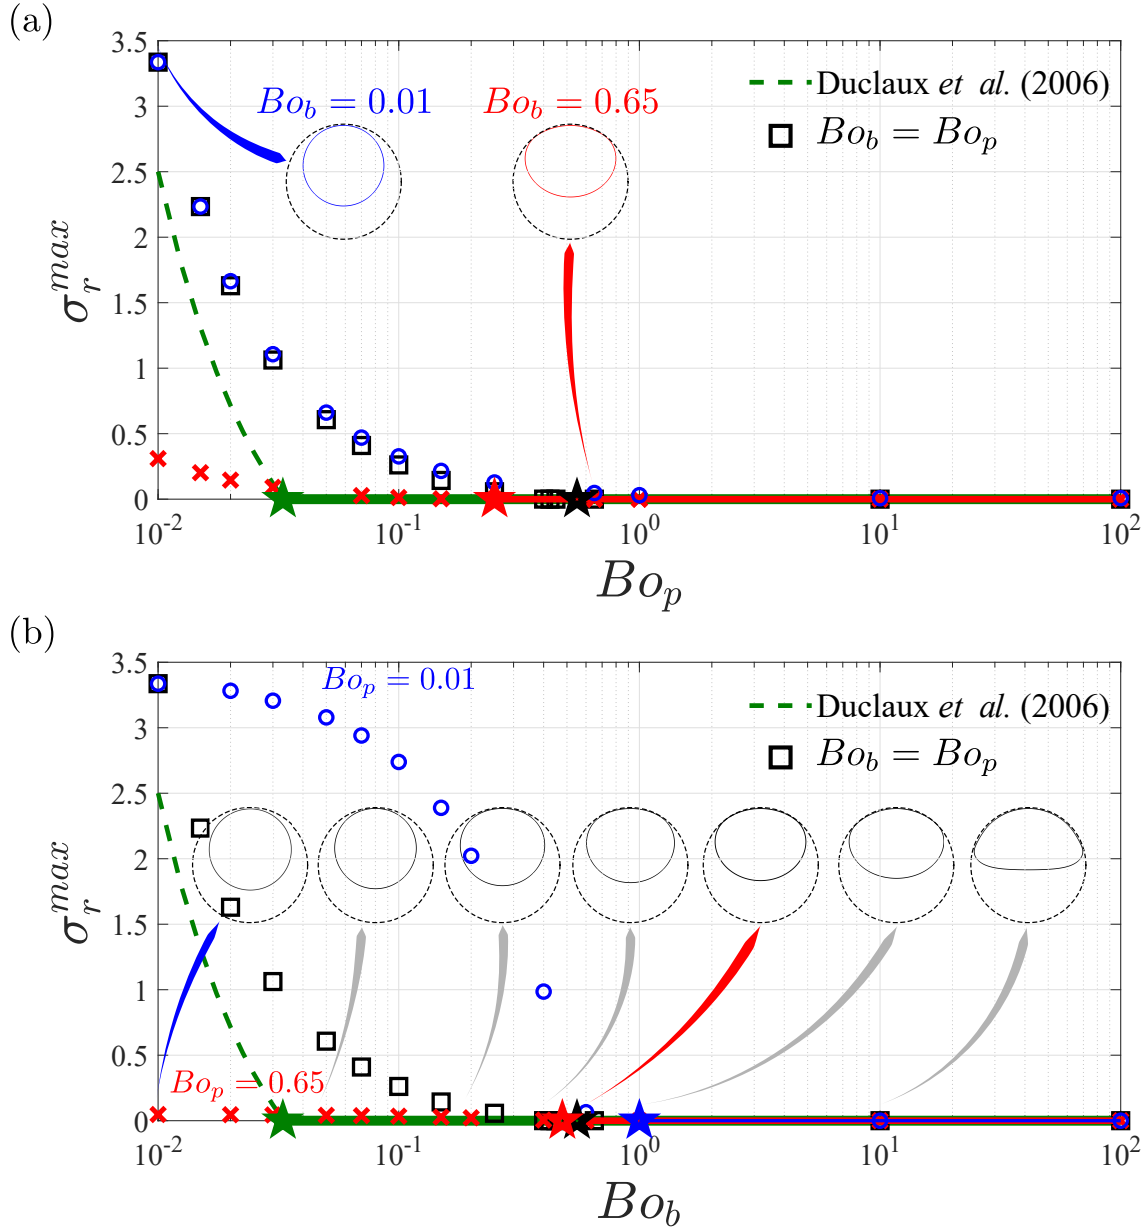 (a)
3.5
3
2.5
2
1.5
1
0.5
0
σ_r^{max}
Bo_b = 0.01
Bo_b = 0.65
Duclaux et al. (2006)
Bo_b = Bo_p
10^{-2}
10^{-1}
10^0
10^1
10^2
Bo_p
(b)
3.5
3
2.5
2
1.5
1
0.5
0
σ_r^{max}
Bo_p = 0.01
Duclaux et al. (2006)
Bo_b = Bo_p
Bo_p = 0.65
10^{-2}
10^{-1}
10^0
10^1
10^2
Bo_b